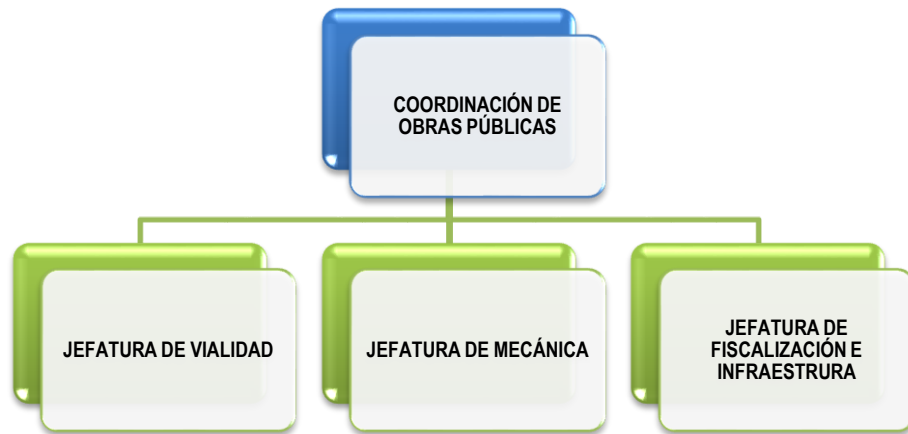 COORDINACIÓN DE
OBRAS PÚBLICAS
JEFATURA DE VIALIDAD
JEFATURA DE MECÁNICA
JEFATURA DE
FISCALIZACIÓN E
INFRAESTRURA